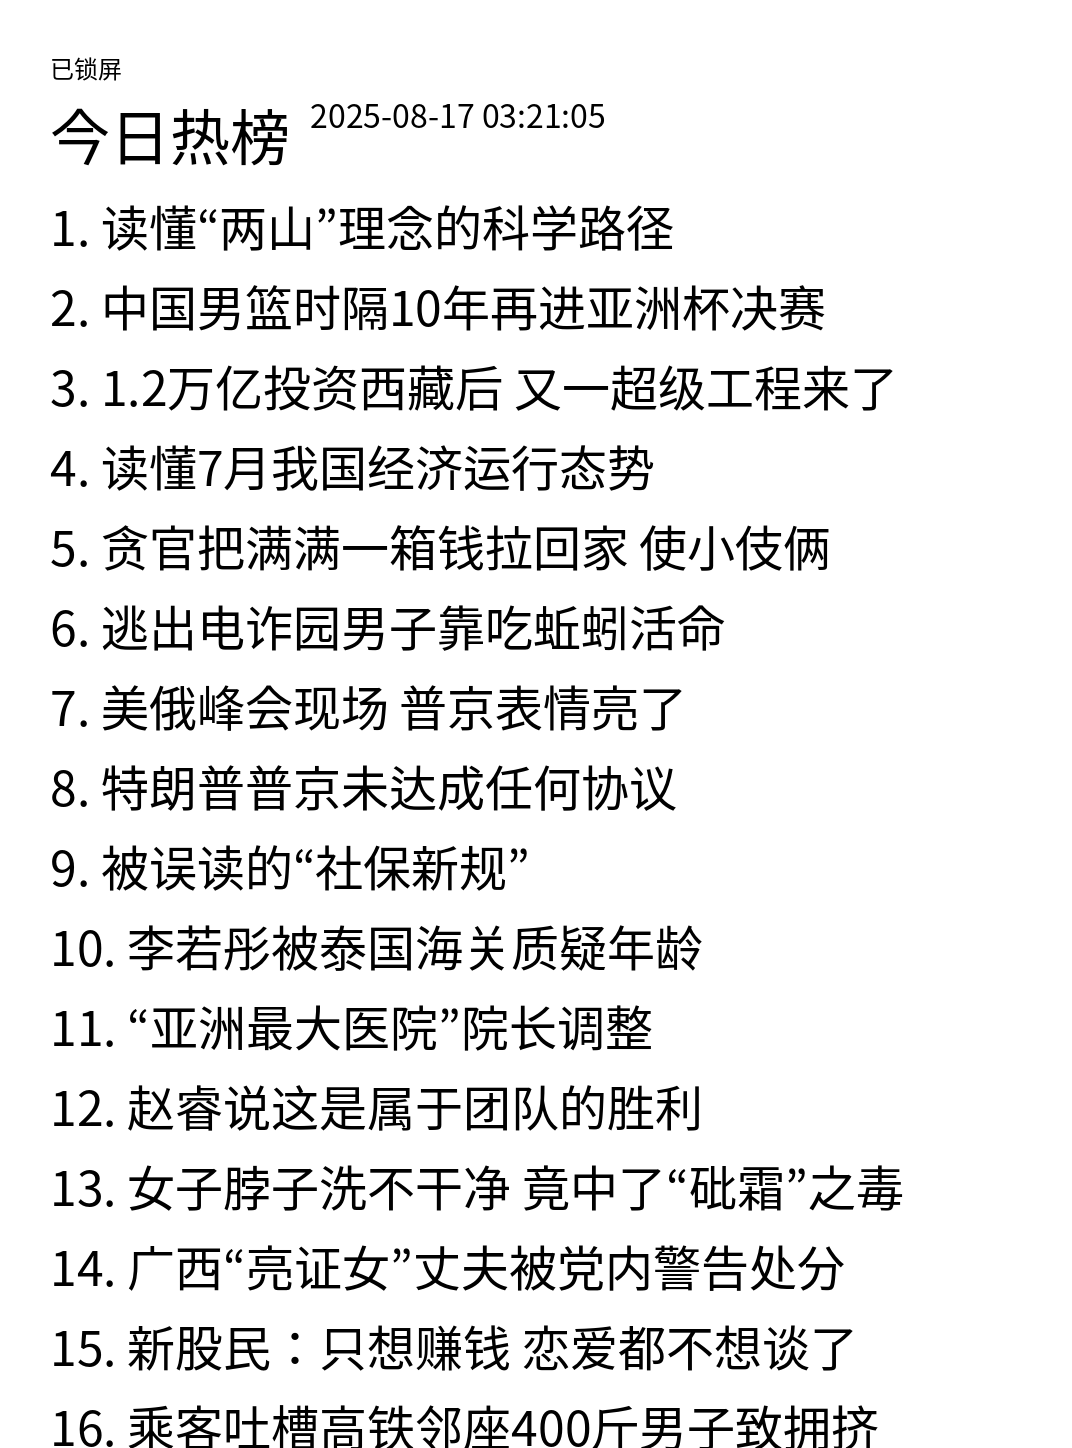 已锁屏
今日热榜 2025-08-17 03:21:05
1. 读懂“两山”理念的科学路径
2. 中国男篮时隔10年再进亚洲杯决赛
3. 1.2万亿投资西藏后 又一超级工程来了
4. 读懂7月我国经济运行态势
5. 贪官把满满一箱钱拉回家 使小伎俩
6. 逃出电诈园男子靠吃蚯蚓活命
7. 美俄峰会现场 普京表情亮了
8. 特朗普普京未达成任何协议
9. 被误读的“社保新规”
10. 李若彤被泰国海关质疑年龄
11. “亚洲最大医院”院长调整
12. 赵睿说这是属于团队的胜利
13. 女子脖子洗不干净 竟中了“砒霜”之毒
14. 广西“亮证女”丈夫被党内警告处分
15. 新股民：只想赚钱 恋爱都不想谈了
16. 乘客吐槽高铁邻座400斤男子致拥挤